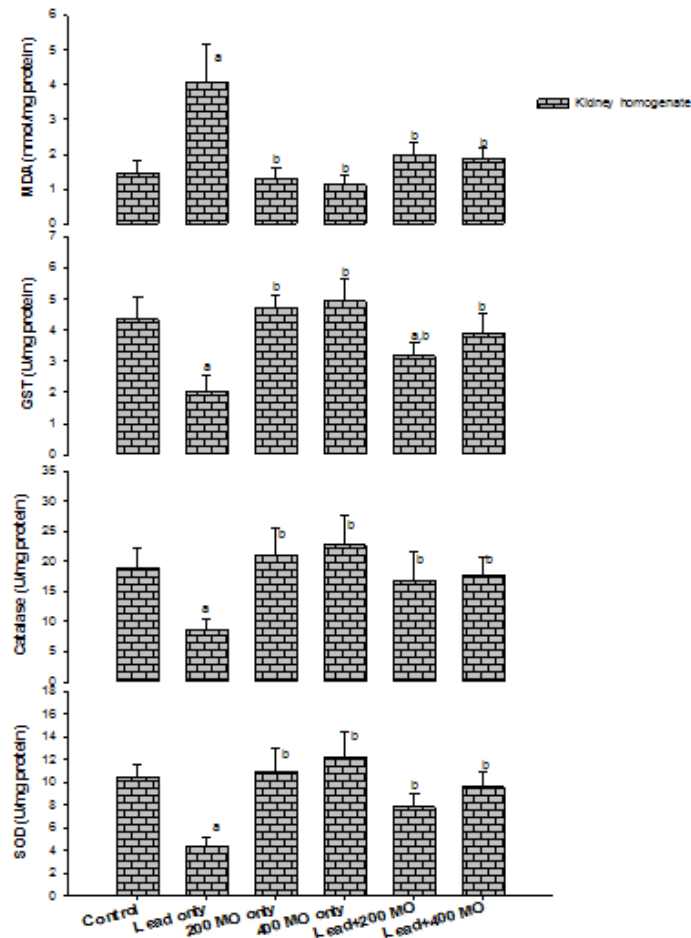 6
5
4
3
2
1
0
MDA (nmol/mg protein)
a
b
b
b
b
Kidney homogenate
7
6
5
4
3
2
1
0
GST (U/mg protein)
a
b
b
a,b
b
35
30
25
20
15
10
5
0
Catalase (U/mg protein)
a
b
b
b
b
18
16
14
12
10
8
6
4
2
0
SOD (U/mg protein)
a
b
b
b
b
Control
Lead only
200 MO only
400 MO only
Lead+200 MO
Lead+400 MO